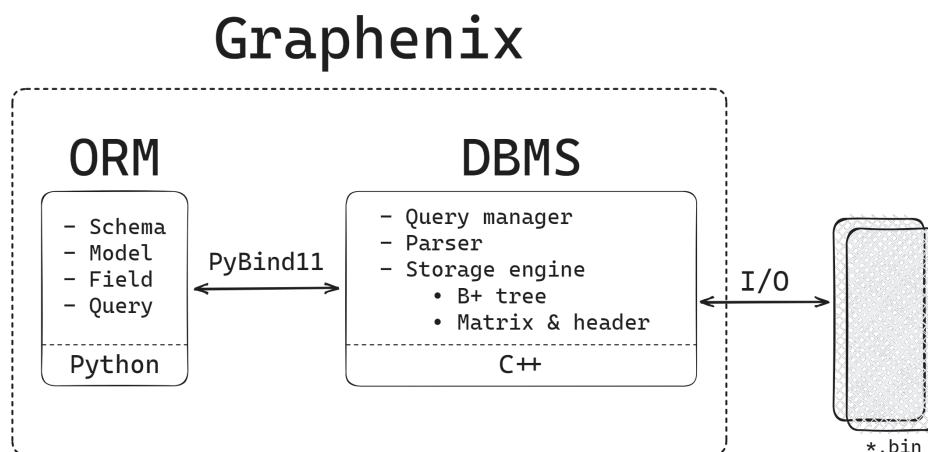 Graphenix
ORM
- Schema
- Model
- Field
- Query
Python
PyBind11
DBMS
- Query manager
- Parser
- Storage engine
• B+ tree
• Matrix & header
C++
I/O
*.bin